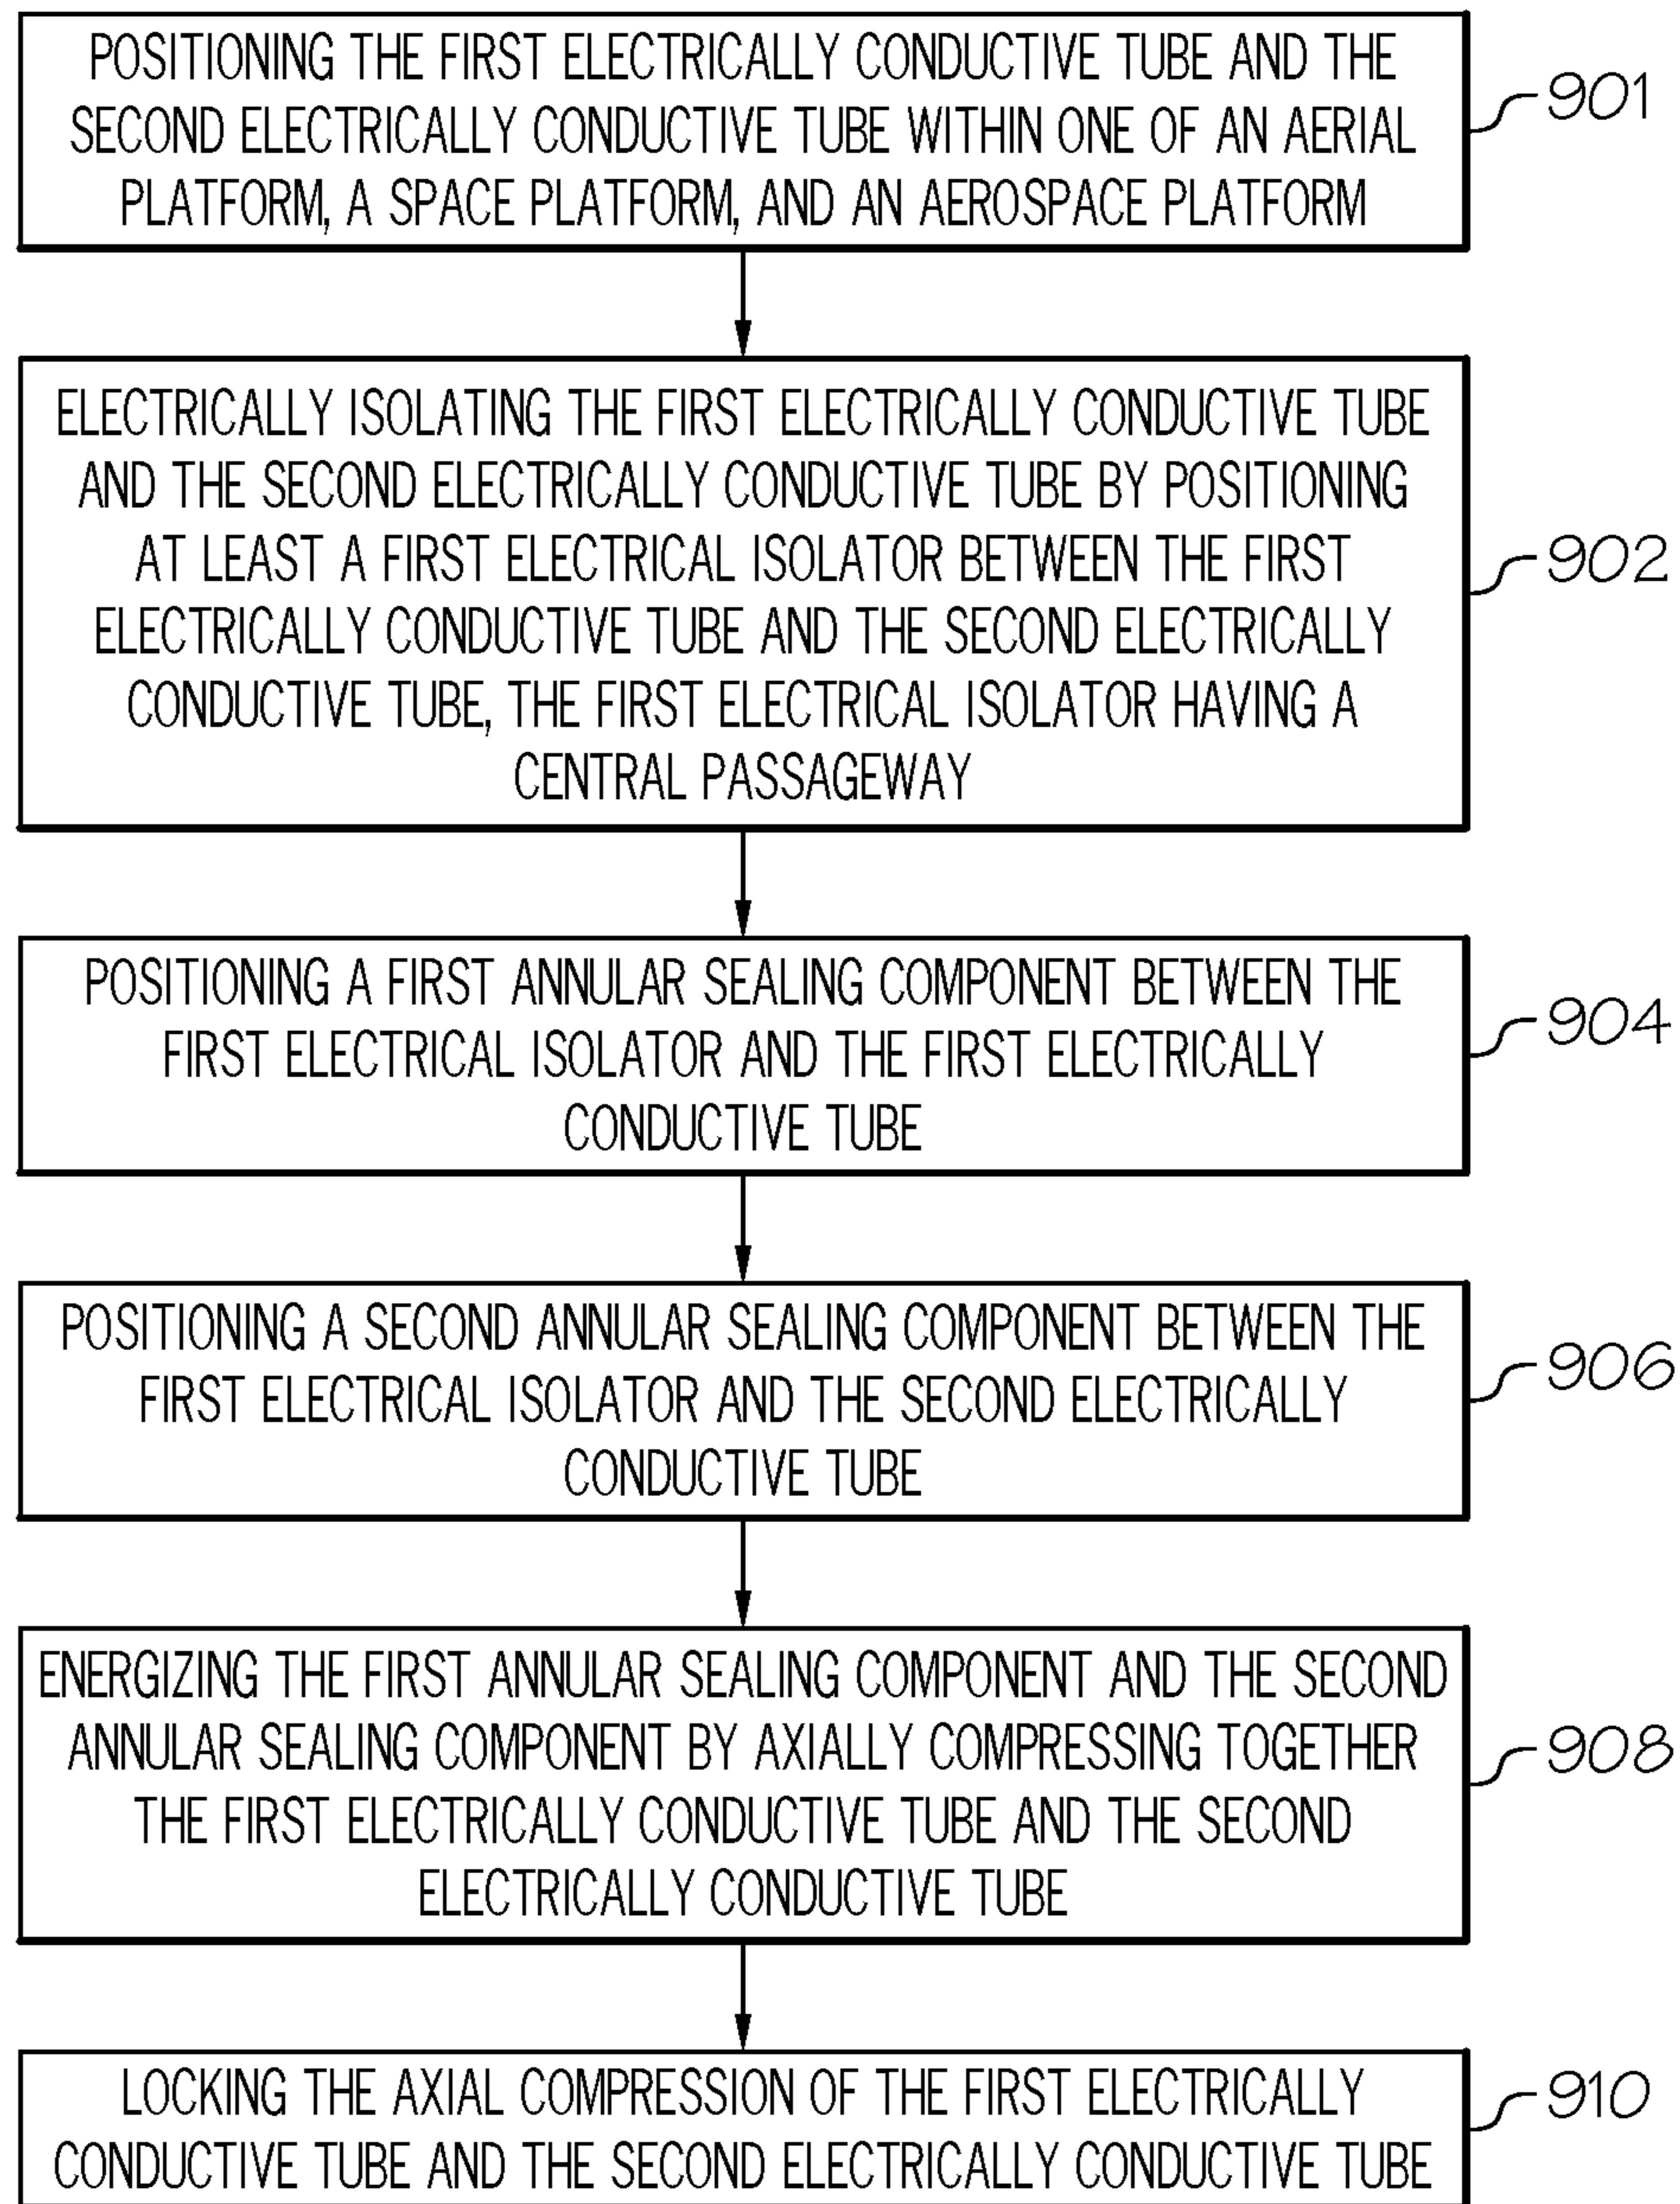 POSITIONING THE FIRST ELECTRICALLY CONDUCTIVE TUBE AND THE
SECOND ELECTRICALLY CONDUCTIVE TUBE WITHIN ONE OF AN AERIAL
PLATFORM, A SPACE PLATFORM, AND AN AEROSPACE PLATFORM
901
ELECTRICALLY ISOLATING THE FIRST ELECTRICALLY CONDUCTIVE TUBE
AND THE SECOND ELECTRICALLY CONDUCTIVE TUBE BY POSITIONING
AT LEAST A FIRST ELECTRICAL ISOLATOR BETWEEN THE FIRST
ELECTRICALLY CONDUCTIVE TUBE AND THE SECOND ELECTRICALLY
CONDUCTIVE TUBE, THE FIRST ELECTRICAL ISOLATOR HAVING A
CENTRAL PASSAGEWAY
902
POSITIONING A FIRST ANNULAR SEALING COMPONENT BETWEEN THE
FIRST ELECTRICAL ISOLATOR AND THE FIRST ELECTRICALLY
CONDUCTIVE TUBE
904
POSITIONING A SECOND ANNULAR SEALING COMPONENT BETWEEN THE
FIRST ELECTRICAL ISOLATOR AND THE SECOND ELECTRICALLY
CONDUCTIVE TUBE
906
ENERGIZING THE FIRST ANNULAR SEALING COMPONENT AND THE SECOND
ANNULAR SEALING COMPONENT BY AXIALLY COMPRESSING TOGETHER
THE FIRST ELECTRICALLY CONDUCTIVE TUBE AND THE SECOND
ELECTRICALLY CONDUCTIVE TUBE
908
LOCKING THE AXIAL COMPRESSION OF THE FIRST ELECTRICALLY
CONDUCTIVE TUBE AND THE SECOND ELECTRICALLY CONDUCTIVE TUBE
910